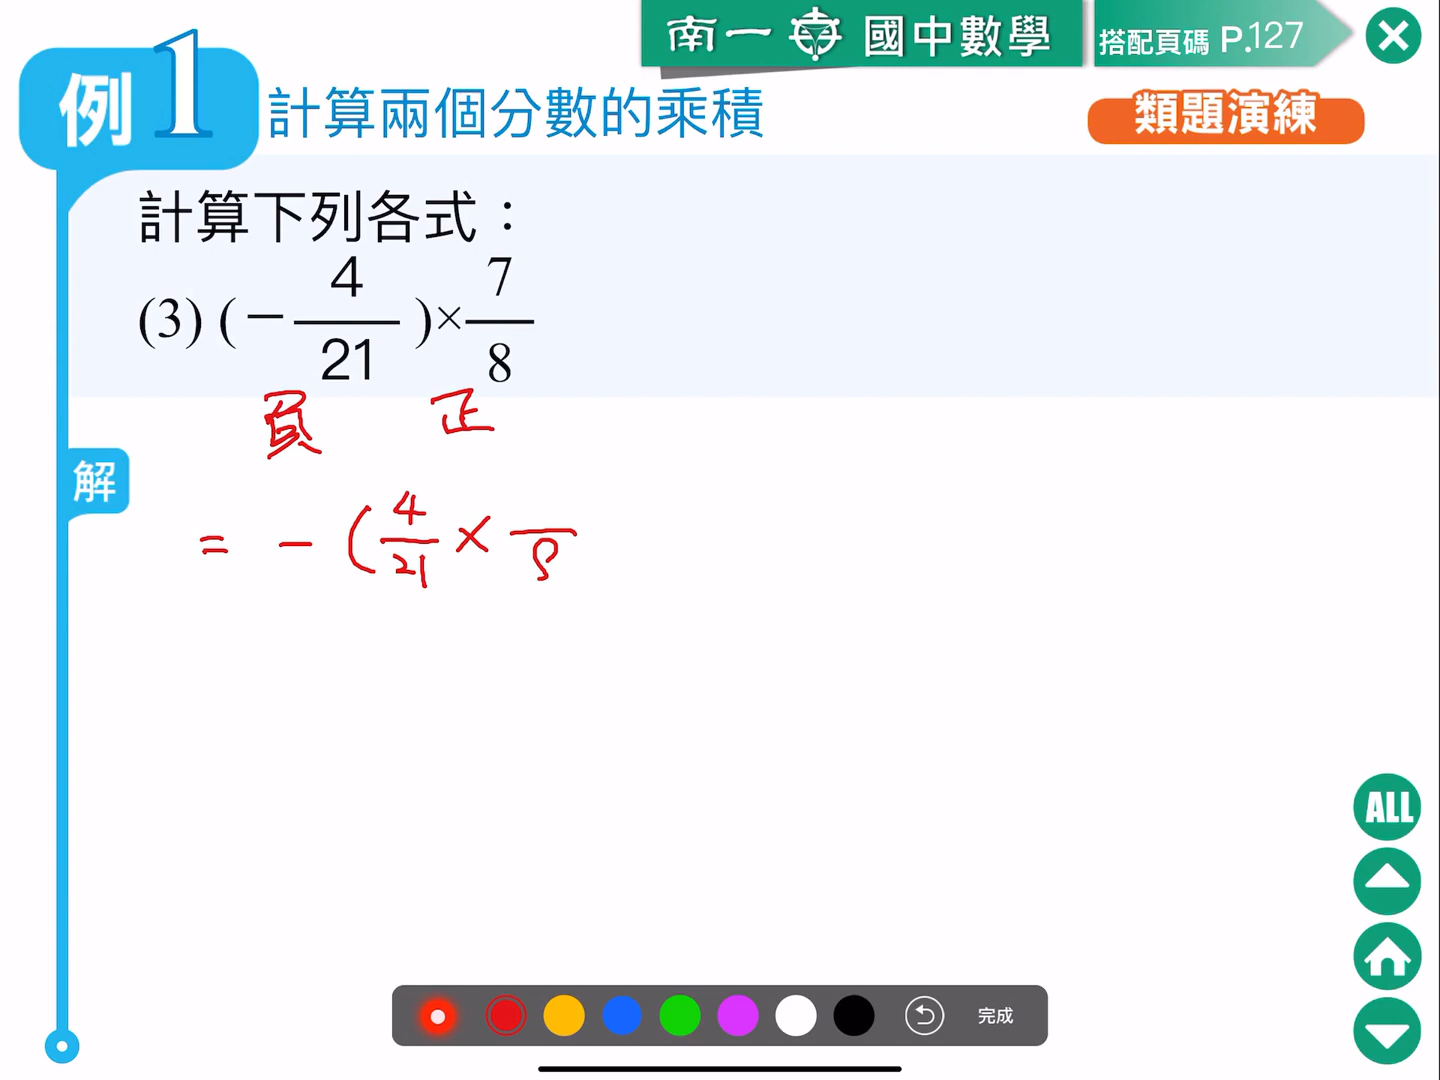 南一 國中數學
搭配頁碼 P.127
例1 計算兩個分數的乘積
類題演練
計算下列各式：
(3) (－4/21)×7/8
負 正
解
= - (4/21 × /8
ALL
完成